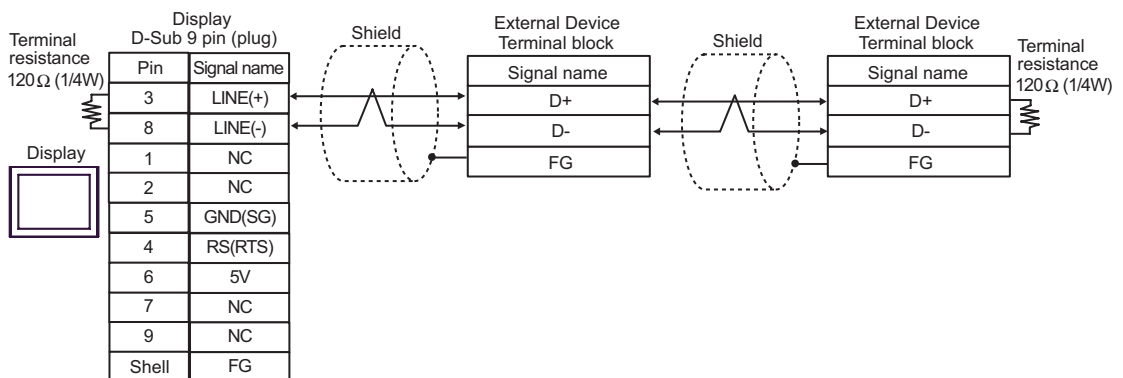 Terminal
resistance
120Ω (1/4W)
Display
D-Sub 9 pin (plug)
Pin Signal name
3 LINE(+)
8 LINE(-)
1 NC
2 NC
5 GND(SG)
4 RS(RTS)
6 5V
7 NC
9 NC
Shell FG
Display
Shield
External Device
Terminal block
Signal name
D+
D-
FG
Shield
External Device
Terminal block
Signal name
D+
D-
FG
Terminal
resistance
120Ω (1/4W)